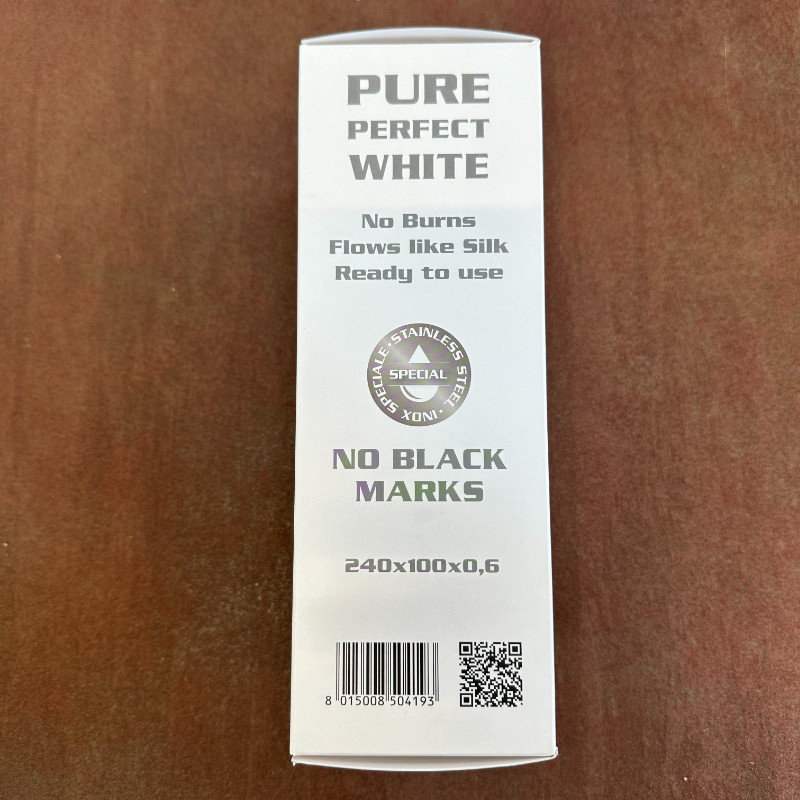 PURE
PERFECT
WHITE
No Burns
Flows like Silk
Ready to use
STAINLESS STEEL · INOX SPECIALE ·
SPECIAL
NO BLACK
MARKS
240x100x0,6
8 015008 504193